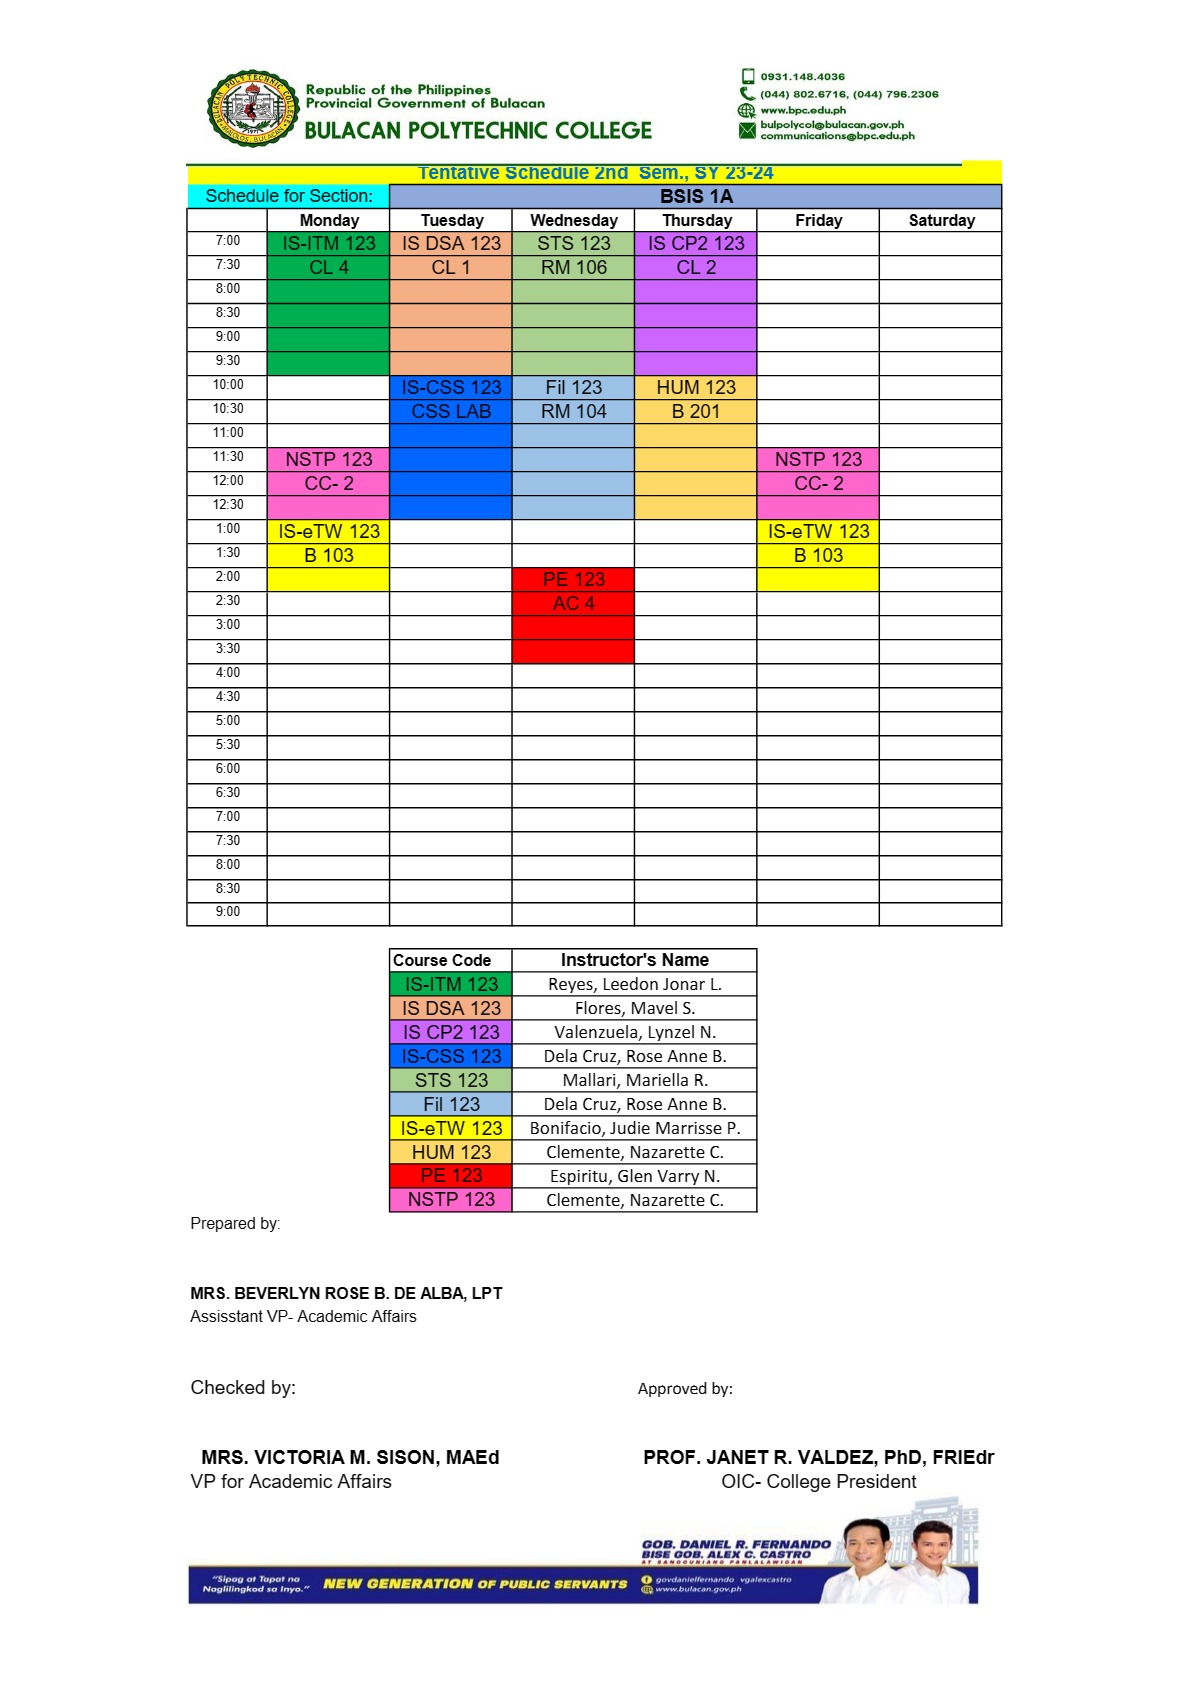 BULACAN POLYTECHNIC COLLEGE
MALOLOS, BULACAN
1971
Republic of the Philippines
Provincial Government of Bulacan
BULACAN POLYTECHNIC COLLEGE
0931.148.4036
(044) 802.6716, (044) 796.2306
www.bpc.edu.ph
bulpolycol@bulacan.gov.ph
communications@bpc.edu.ph
Tentative Schedule 2nd Sem., SY 23-24
Schedule for Section: BSIS 1A
Monday Tuesday Wednesday Thursday Friday Saturday
7:00 IS-ITM 123 IS DSA 123 STS 123 IS CP2 123
7:30 CL 4 CL 1 RM 106 CL 2
8:00
8:30
9:00
9:30
10:00 IS-CSS 123 Fil 123 HUM 123
10:30 CSS LAB RM 104 B 201
11:00
11:30 NSTP 123 NSTP 123
12:00 CC- 2 CC- 2
12:30
1:00 IS-eTW 123 IS-eTW 123
1:30 B 103 B 103
2:00 PE 123
2:30 AC 4
3:00
3:30
4:00
4:30
5:00
5:30
6:00
6:30
7:00
7:30
8:00
8:30
9:00
Course Code Instructor's Name
IS-ITM 123 Reyes, Leedon Jonar L.
IS DSA 123 Flores, Mavel S.
IS CP2 123 Valenzuela, Lynzel N.
IS-CSS 123 Dela Cruz, Rose Anne B.
STS 123 Mallari, Mariella R.
Fil 123 Dela Cruz, Rose Anne B.
IS-eTW 123 Bonifacio, Judie Marrisse P.
HUM 123 Clemente, Nazarette C.
PE 123 Espiritu, Glen Varry N.
NSTP 123 Clemente, Nazarette C.
Prepared by:
MRS. BEVERLYN ROSE B. DE ALBA, LPT
Assisstant VP- Academic Affairs
Checked by: Approved by:
MRS. VICTORIA M. SISON, MAEd PROF. JANET R. VALDEZ, PhD, FRIEdr
VP for Academic Affairs OIC- College President
GOB. DANIEL R. FERNANDO
BISE GOB. ALEX C. CASTRO
AT SANGGUNIANG PANLALAWIGAN
"Sipag at Tapat na
Naglilingkod sa Inyo."
NEW GENERATION OF PUBLIC SERVANTS
govdanielfernando vgalexcastro
www.bulacan.gov.ph